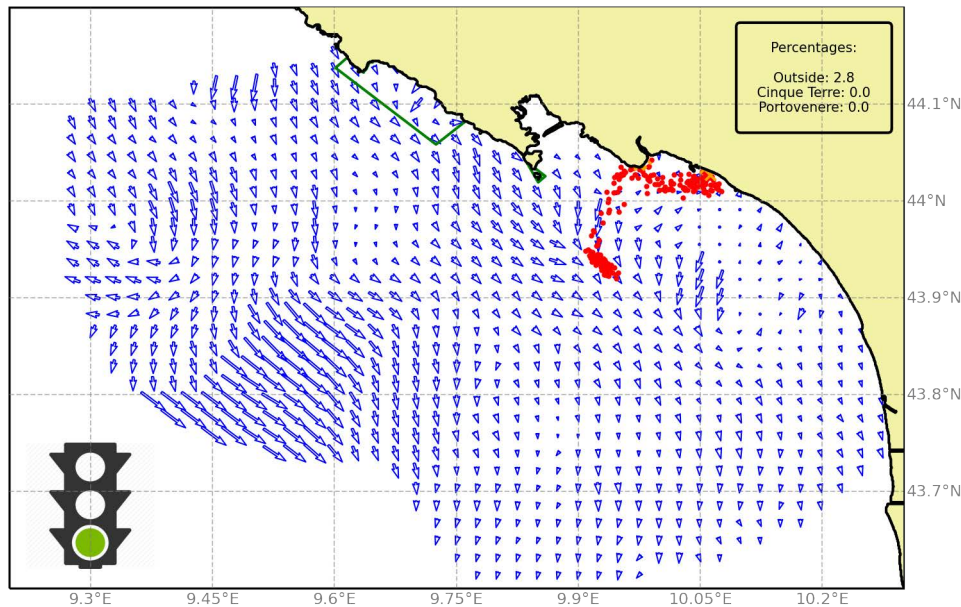 Percentages:
Outside: 2.8
Cinque Terre: 0.0
Portovenere: 0.0
44.1°N
44°N
43.9°N
43.8°N
43.7°N
9.3°E 9.45°E 9.6°E 9.75°E 9.9°E 10.05°E 10.2°E